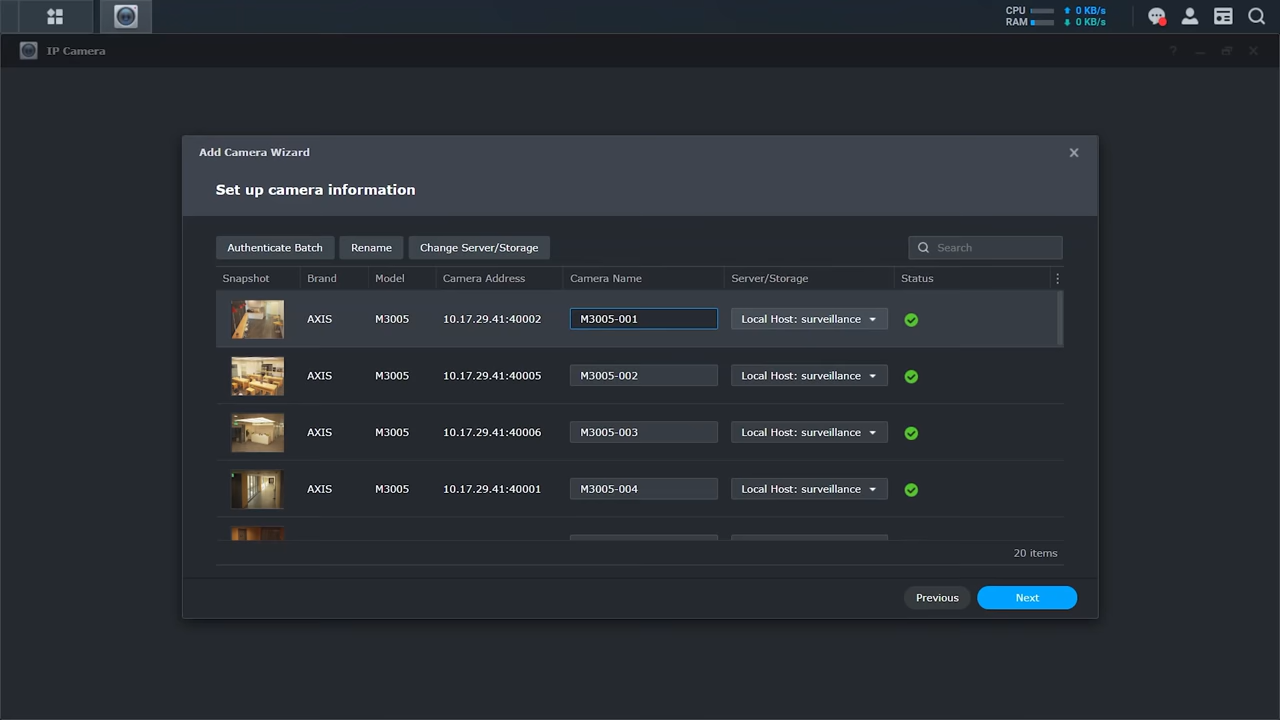 CPU 0 KB/s
RAM 0 KB/s
IP Camera
?
Add Camera Wizard
Set up camera information
Authenticate Batch Rename Change Server/Storage Search
Snapshot Brand Model Camera Address Camera Name Server/Storage Status
AXIS M3005 10.17.29.41:40002 M3005-001 Local Host: surveillance
AXIS M3005 10.17.29.41:40005 M3005-002 Local Host: surveillance
AXIS M3005 10.17.29.41:40006 M3005-003 Local Host: surveillance
AXIS M3005 10.17.29.41:40001 M3005-004 Local Host: surveillance
20 items
Previous Next